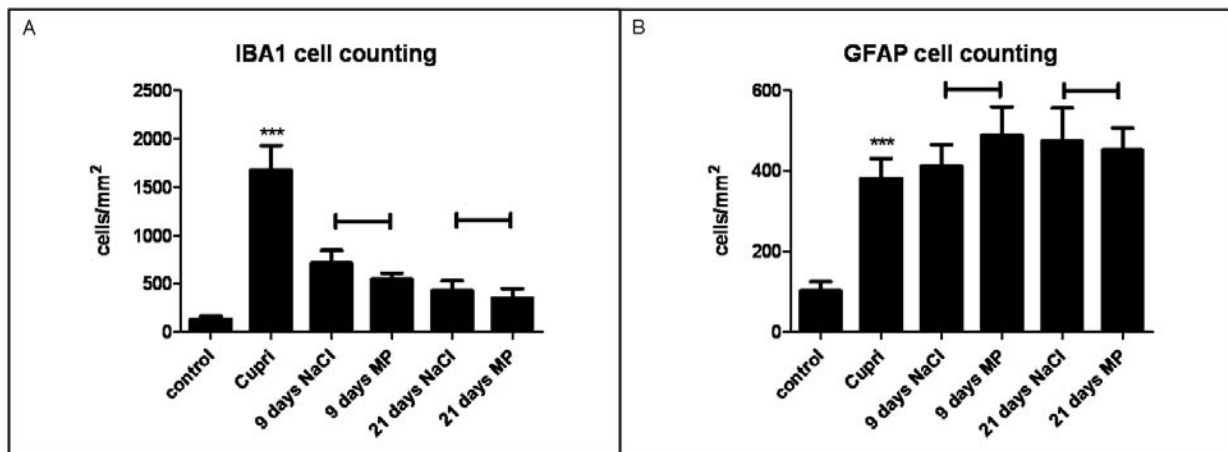 A
IBA1 cell counting
2500
2000
1500
1000
500
0
cells/mm²
***
control
Cupri
9 days NaCl
9 days MP
21 days NaCl
21 days MP
B
GFAP cell counting
600
400
200
0
cells/mm²
***
control
Cupri
9 days NaCl
9 days MP
21 days NaCl
21 days MP